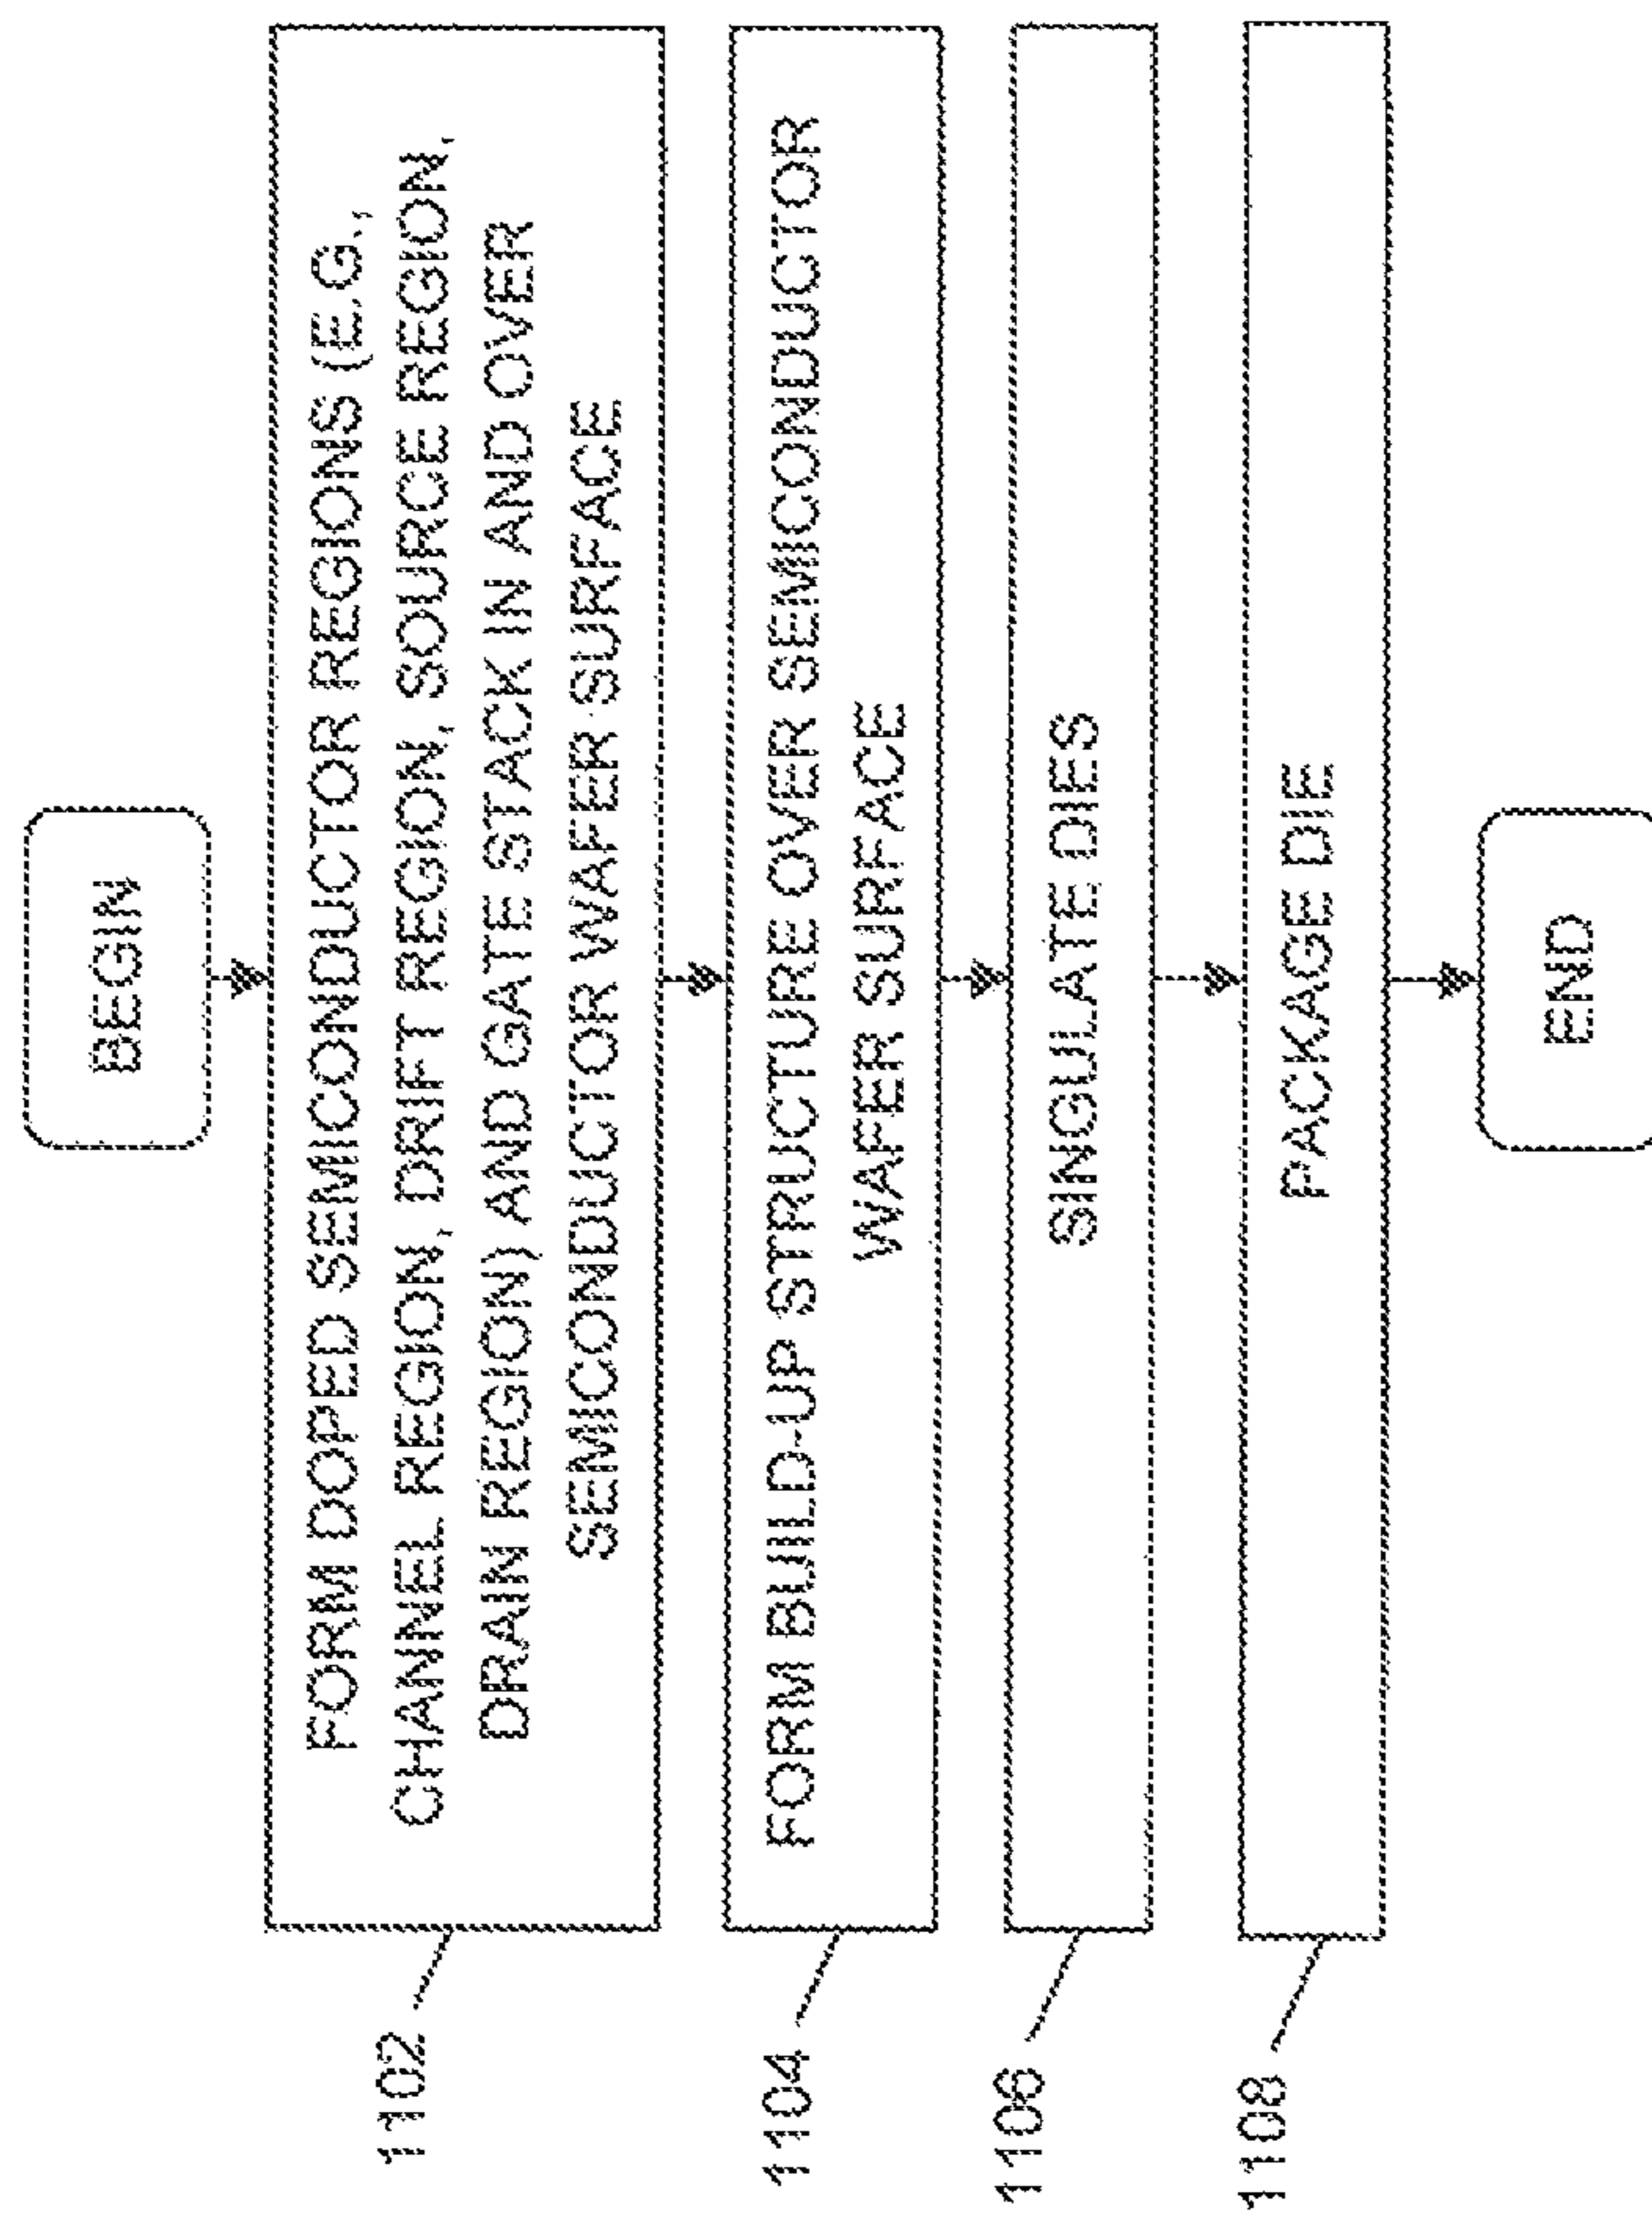 BEGIN
FORM DOPED SEMICONDUCTOR REGIONS (E.G.,
CHANNEL REGION, DRIFT REGION, SOURCE REGION,
DRAIN REGION) AND GATE STACK IN AND OVER
SEMICONDUCTOR WAFER SURFACE
1102
FORM BUILD-UP STRUCTURE OVER SEMICONDUCTOR
WAFER SURFACE
1104
SINGULATE DIES
1106
PACKAGE DIE
1108
END